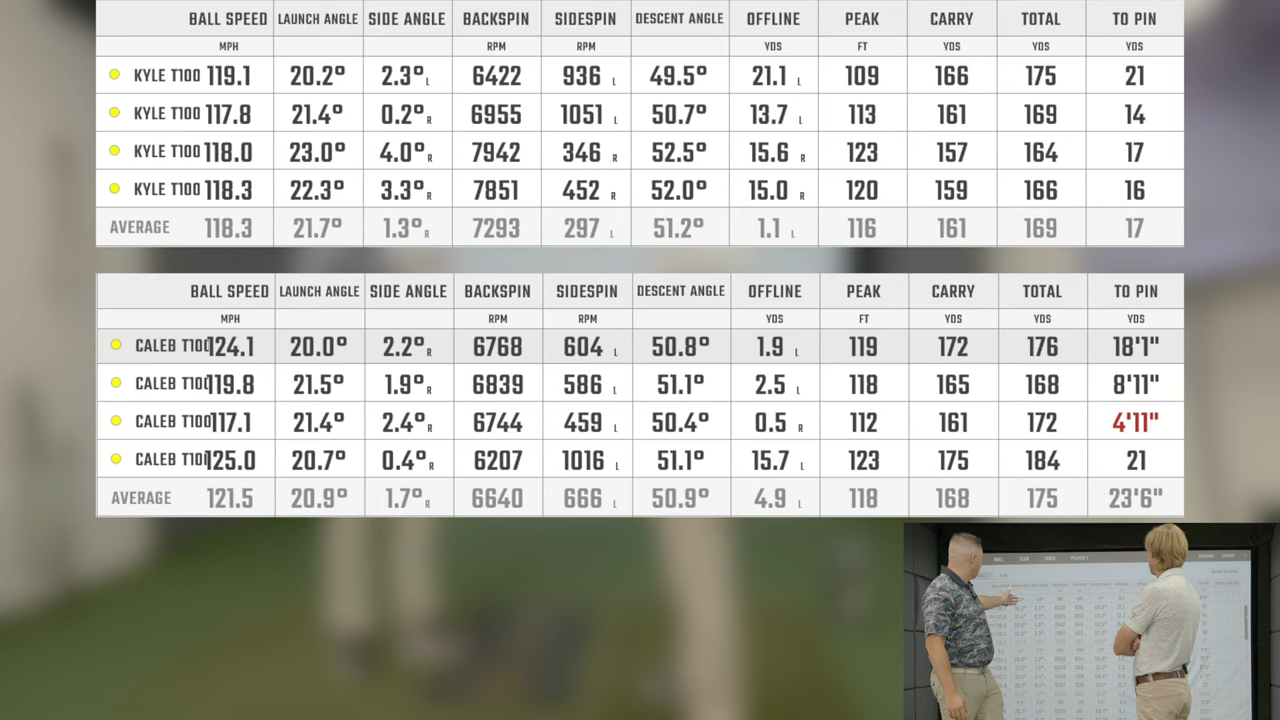 BALL SPEED LAUNCH ANGLE SIDE ANGLE BACKSPIN SIDESPIN DESCENT ANGLE OFFLINE PEAK CARRY TOTAL TO PIN
MPH RPM RPM YDS FT YDS YDS YDS
KYLE T100 119.1 20.2° 2.3° L 6422 936 L 49.5° 21.1 L 109 166 175 21
KYLE T100 117.8 21.4° 0.2° R 6955 1051 L 50.7° 13.7 L 113 161 169 14
KYLE T100 118.0 23.0° 4.0° R 7942 346 R 52.5° 15.6 R 123 157 164 17
KYLE T100 118.3 22.3° 3.3° R 7851 452 R 52.0° 15.0 R 120 159 166 16
AVERAGE 118.3 21.7° 1.3° R 7293 297 L 51.2° 1.1 L 116 161 169 17
BALL SPEED LAUNCH ANGLE SIDE ANGLE BACKSPIN SIDESPIN DESCENT ANGLE OFFLINE PEAK CARRY TOTAL TO PIN
MPH RPM RPM YDS FT YDS YDS YDS
CALEB T100 124.1 20.0° 2.2° R 6768 604 L 50.8° 1.9 L 119 172 176 18'1"
CALEB T100 119.8 21.5° 1.9° R 6839 586 L 51.1° 2.5 L 118 165 168 8'11"
CALEB T100 117.1 21.4° 2.4° R 6744 459 L 50.4° 0.5 R 112 161 172 4'11"
CALEB T100 125.0 20.7° 0.4° R 6207 1016 L 51.1° 15.7 L 123 175 184 21
AVERAGE 121.5 20.9° 1.7° R 6640 666 L 50.9° 4.9 L 118 168 175 23'6"
BALL CLUB TABLE